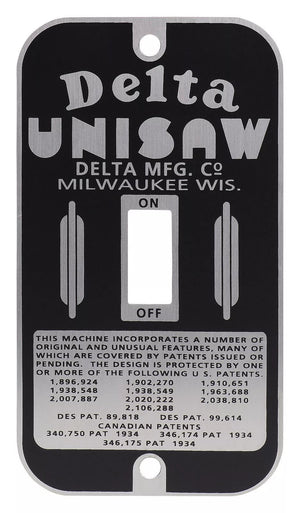 Delta
UNISAW
DELTA MFG. Cº
MILWAUKEE WIS.
ON
OFF
THIS MACHINE INCORPORATES A NUMBER OF
ORIGINAL AND UNUSUAL FEATURES, MANY OF
WHICH ARE COVERED BY PATENTS ISSUED OR
PENDING. THE DESIGN IS PROTECTED BY ONE
OR MORE OF THE FOLLOWING U S. PATENTS.
1,896,924 1,902,270 1,910,651
1,938,548 1,938,549 1,963,688
2,007,887 2,020,222 2,038,810
2,106,288
DES PAT. 89,818 DES PAT. 99,614
CANADIAN PATENTS
340,750 PAT 1934 346,174 PAT 1934
346,175 PAT 1934